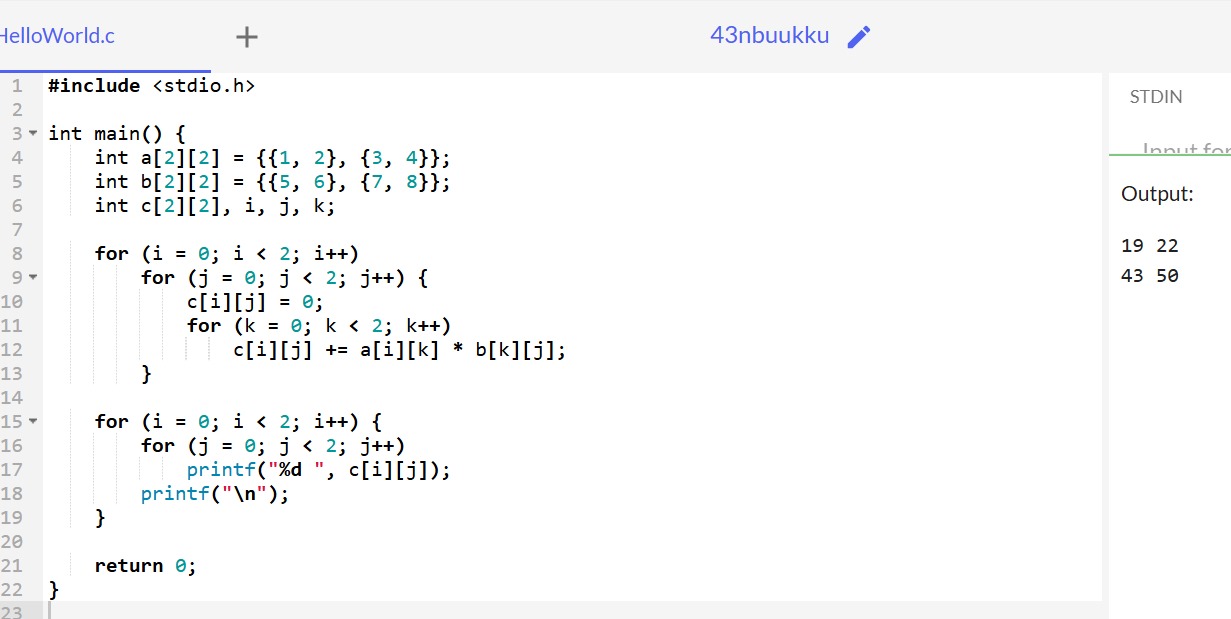 HelloWorld.c
43nbuukku
1 #include <stdio.h>
2
3 int main() {
4     int a[2][2] = {{1, 2}, {3, 4}};
5     int b[2][2] = {{5, 6}, {7, 8}};
6     int c[2][2], i, j, k;
7
8     for (i = 0; i < 2; i++)
9         for (j = 0; j < 2; j++) {
10             c[i][j] = 0;
11             for (k = 0; k < 2; k++)
12                 c[i][j] += a[i][k] * b[k][j];
13         }
14
15     for (i = 0; i < 2; i++) {
16         for (j = 0; j < 2; j++)
17             printf("%d ", c[i][j]);
18         printf("\n");
19     }
20
21     return 0;
22 }
23
STDIN
Input for
Output:
19 22
43 50